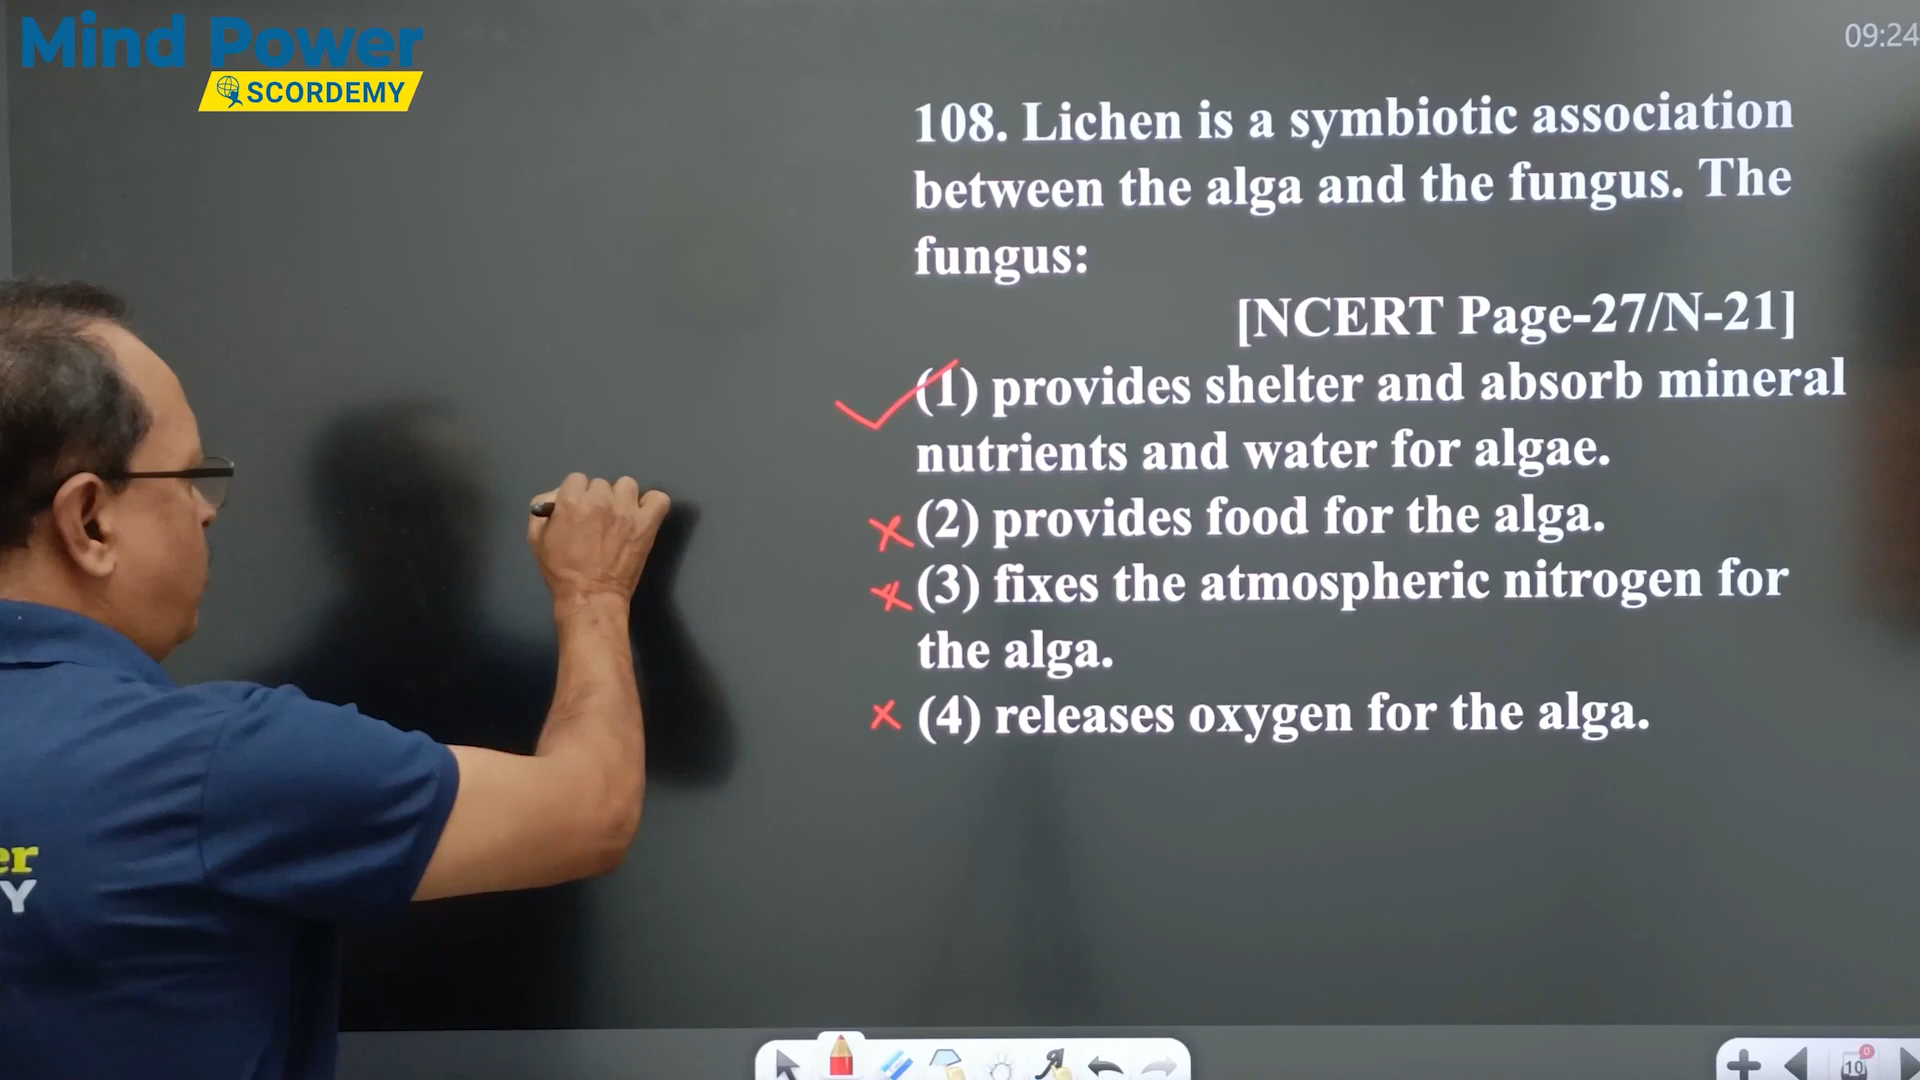 Mind Power
SCORDEMY
09:24
108. Lichen is a symbiotic association
between the alga and the fungus. The
fungus:
[NCERT Page-27/N-21]
(1) provides shelter and absorb mineral
nutrients and water for algae.
(2) provides food for the alga.
(3) fixes the atmospheric nitrogen for
the alga.
(4) releases oxygen for the alga.
er
Y
10
0